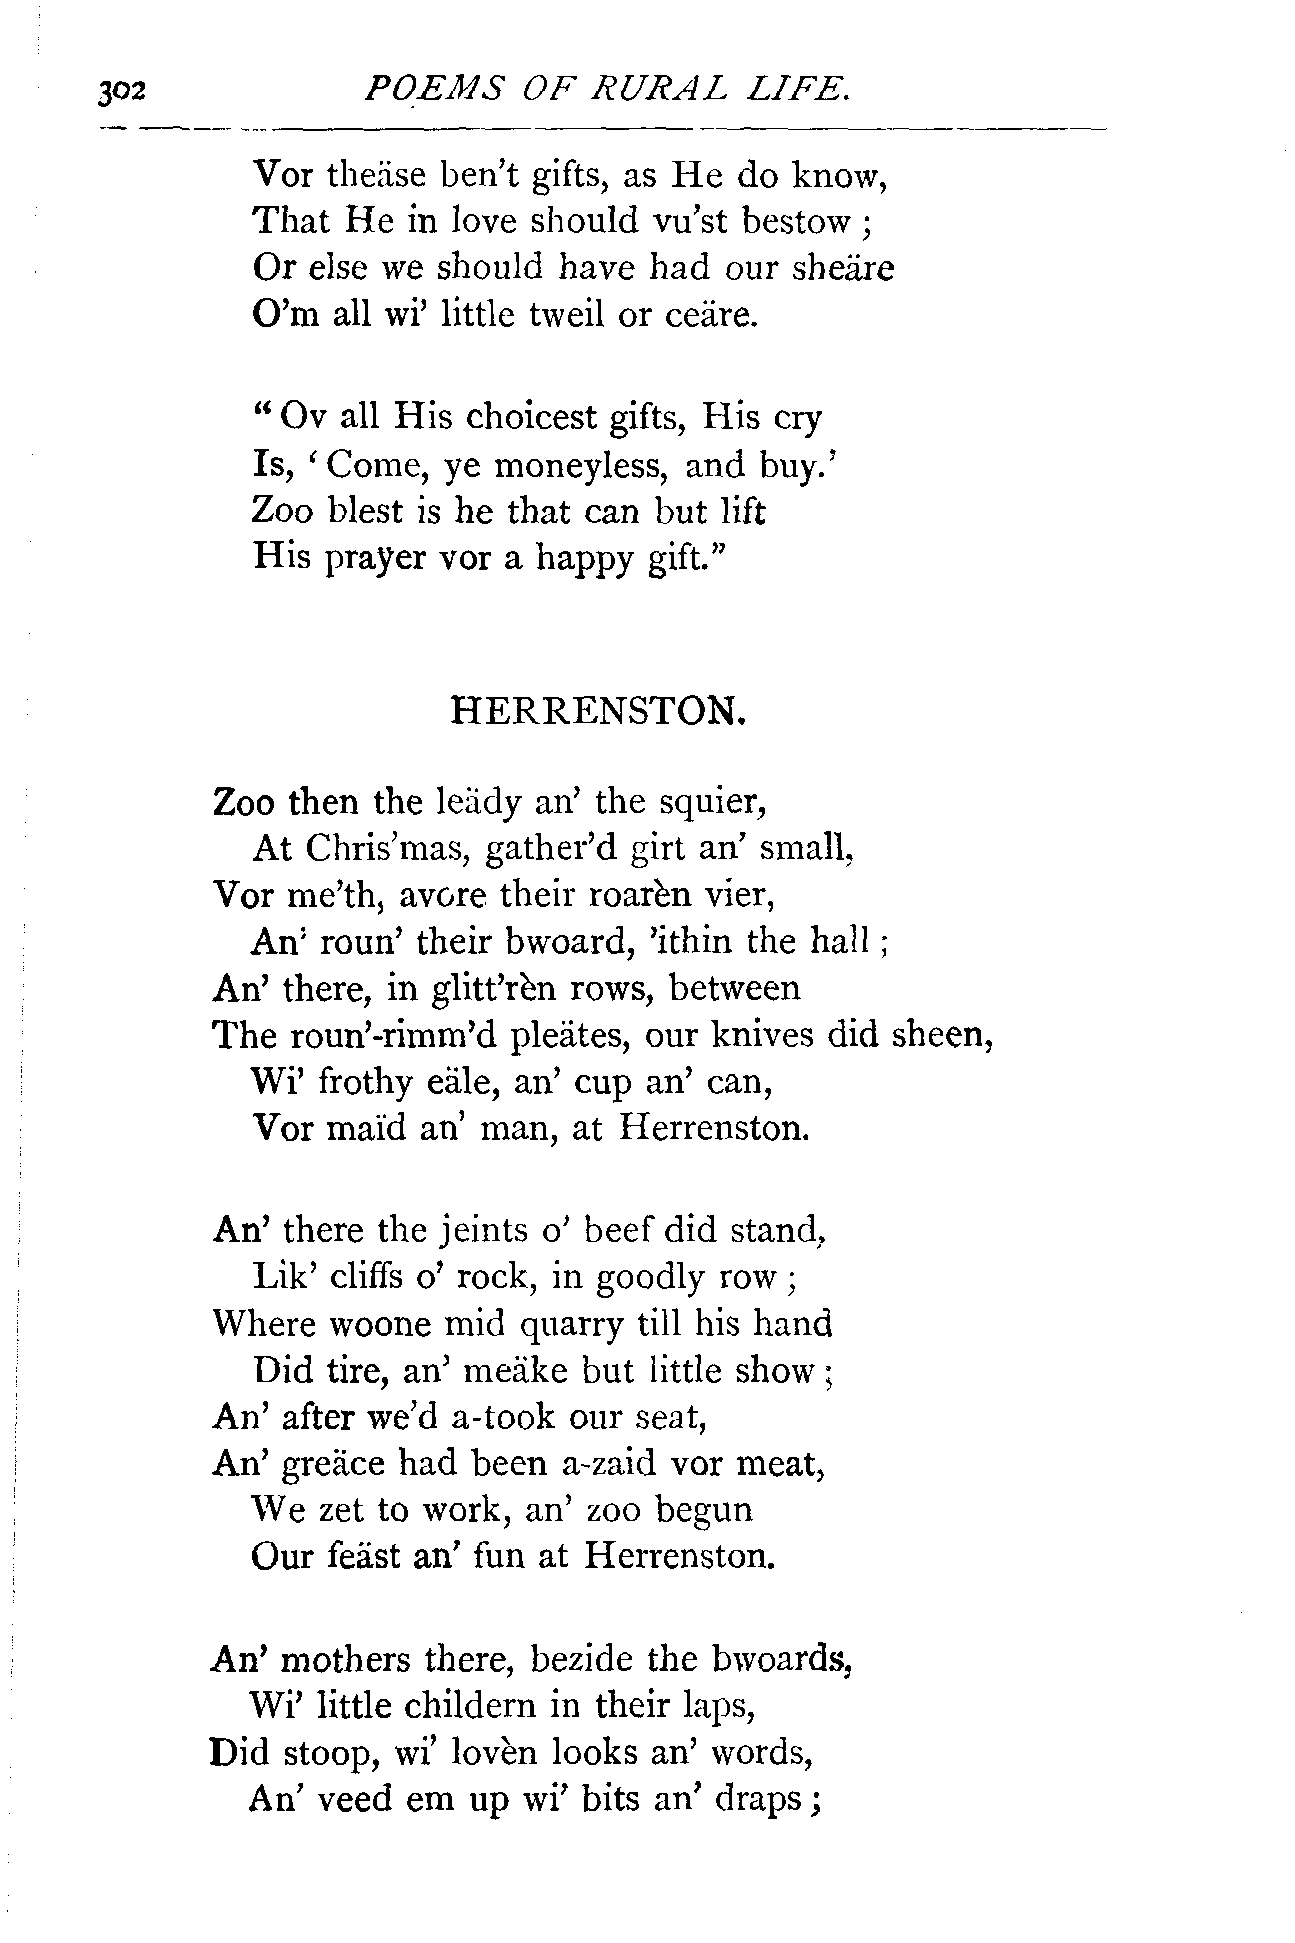 302 POEMS OF RURAL LIFE.
Vor theäse ben't gifts, as He do know,
That He in love should vu'st bestow ;
Or else we should have had our sheäre
O'm all wi' little tweil or ceäre.
“ Ov all His choicest gifts, His cry
Is, ‘ Come, ye moneyless, and buy.’
Zoo blest is he that can but lift
His prayer vor a happy gift.”
HERRENSTON.
Zoo then the leädy an' the squier,
At Chris'mas, gather'd girt an' small,
Vor me'th, avore their roarèn vier,
An' roun' their bwoard, 'ithin the hall ;
An' there, in glitt'rèn rows, between
The roun'-rimm'd pleätes, our knives did sheen,
Wi' frothy eäle, an' cup an' can,
Vor maïd an' man, at Herrenston.
An' there the jeints o' beef did stand,
Lik' cliffs o' rock, in goodly row ;
Where woone mid quarry till his hand
Did tire, an' meäke but little show ;
An' after we'd a-took our seat,
An' greäce had been a-zaid vor meat,
We zet to work, an' zoo begun
Our feäst an' fun at Herrenston.
An' mothers there, bezide the bwoards,
Wi' little childern in their laps,
Did stoop, wi' lovèn looks an' words,
An' veed em up wi' bits an' draps ;